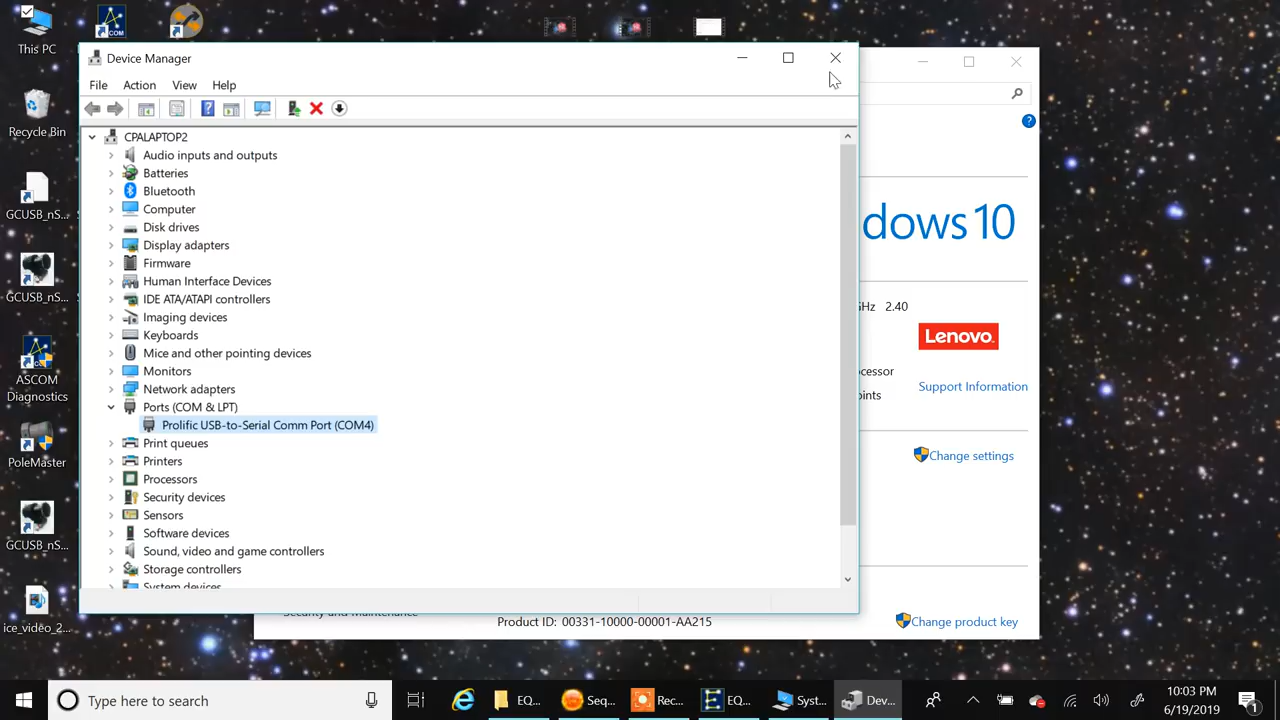 This PC
COM
Device Manager
File Action View Help
Recycle Bin
CPALAPTOP2
Audio inputs and outputs
Batteries
Bluetooth
Computer
Disk drives
Display adapters
Firmware
Human Interface Devices
IDE ATA/ATAPI controllers
Imaging devices
Keyboards
Mice and other pointing devices
Monitors
Network adapters
Ports (COM & LPT)
Prolific USB-to-Serial Comm Port (COM4)
Print queues
Printers
Processors
Security devices
Sensors
Software devices
Sound, video and game controllers
Storage controllers
System devices
GCUSB_nS...
GCUSB_nS...
ASCOM
Diagnostics
PoleMaster
GCUSB_nS...
ice_video_2...
dows 10
GHz 2.40
Lenovo
cessor
Support Information
oints
Change settings
Security and Maintenance
Product ID: 00331-10000-00001-AA215
Change product key
Type here to search
EQ...
Seq...
Rec...
EQ...
Syst...
Dev...
10:03 PM
6/19/2019
1